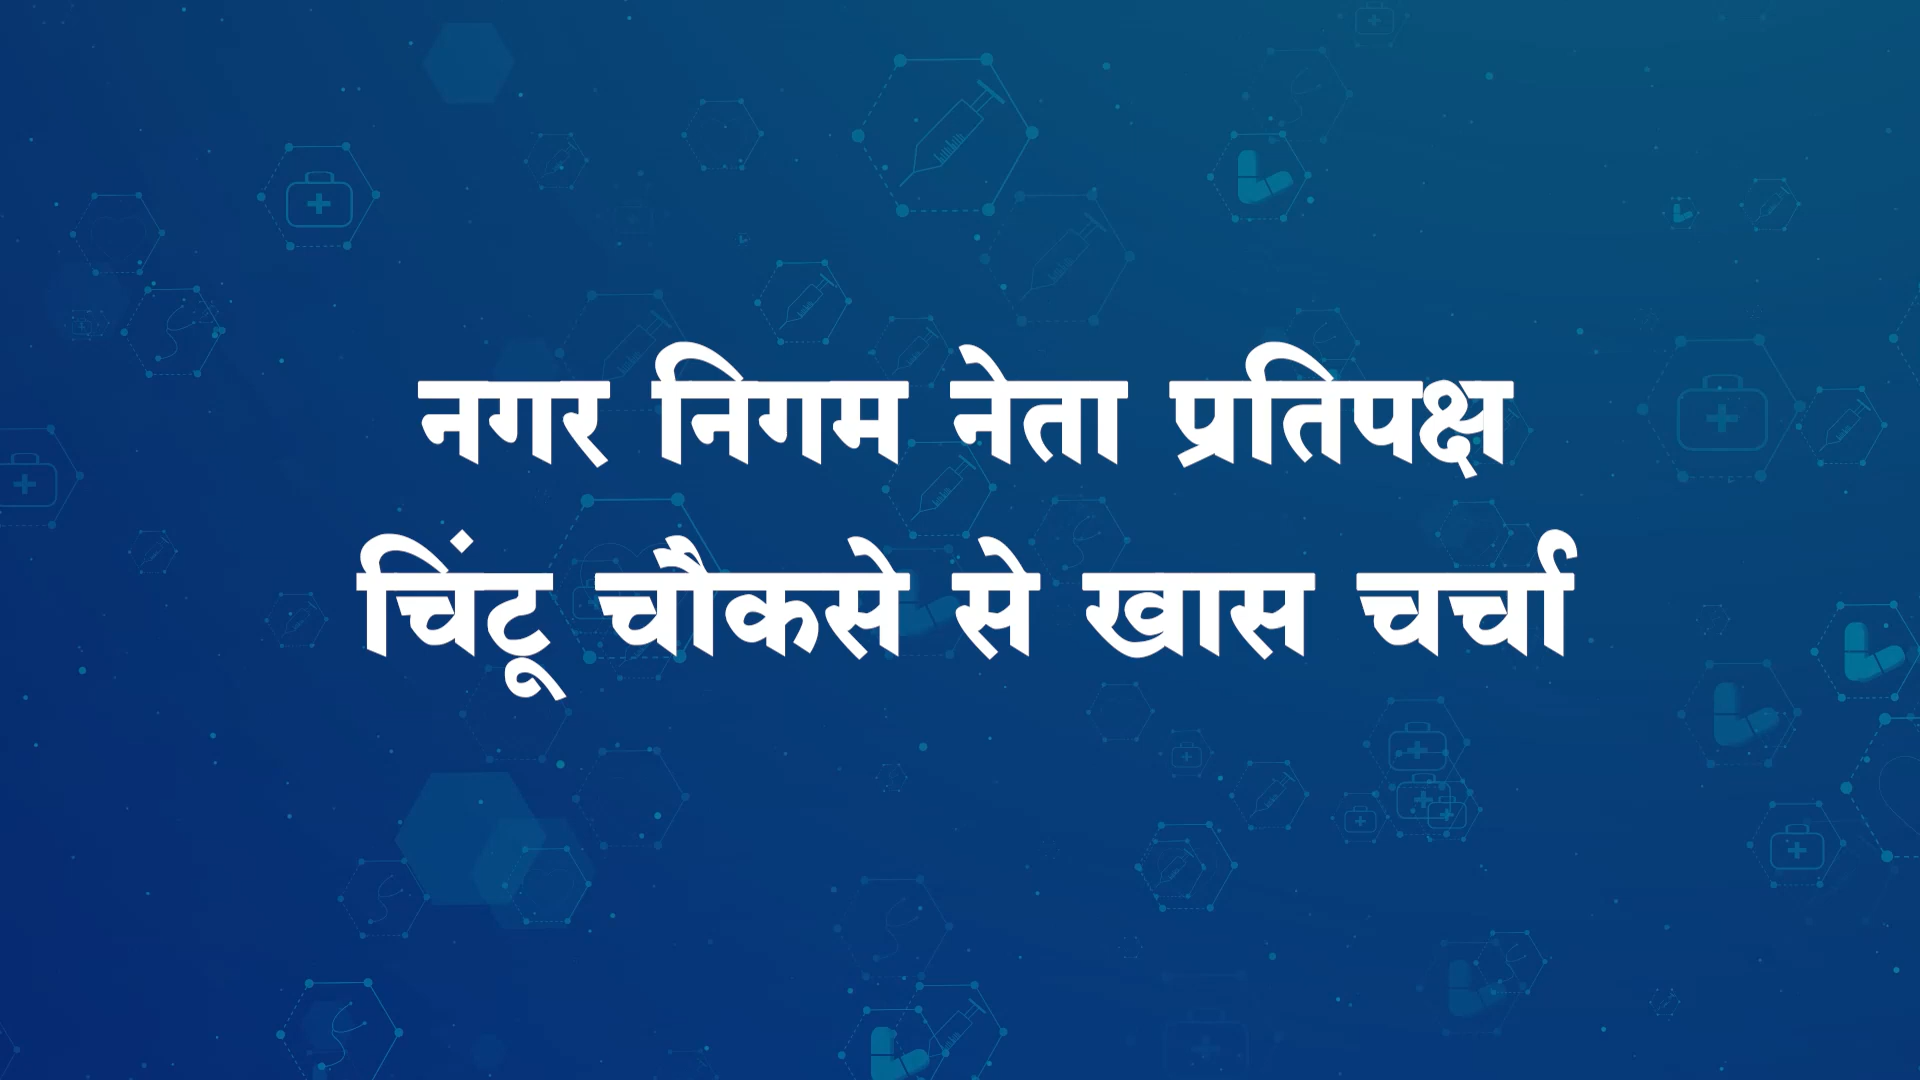 नगर निगम नेता प्रतिपक्ष
चिंटू चौकसे से खास चर्चा